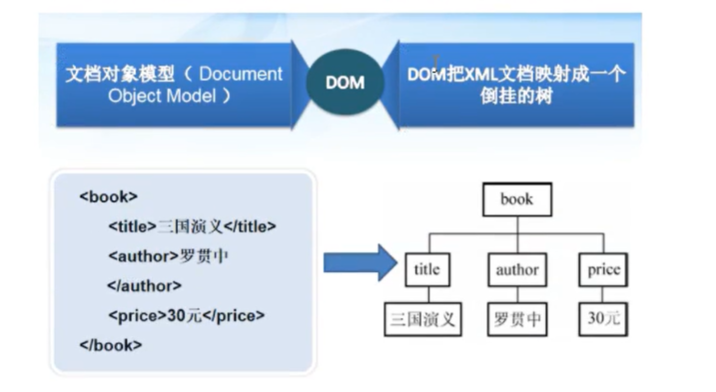 文档对象模型（ Document
Object Model ）
DOM
DOM把XML文档映射成一个
倒挂的树
<book>
<title>三国演义</title>
<author>罗贯中
</author>
<price>30元</price>
</book>
book
title
author
price
三国演义
罗贯中
30元